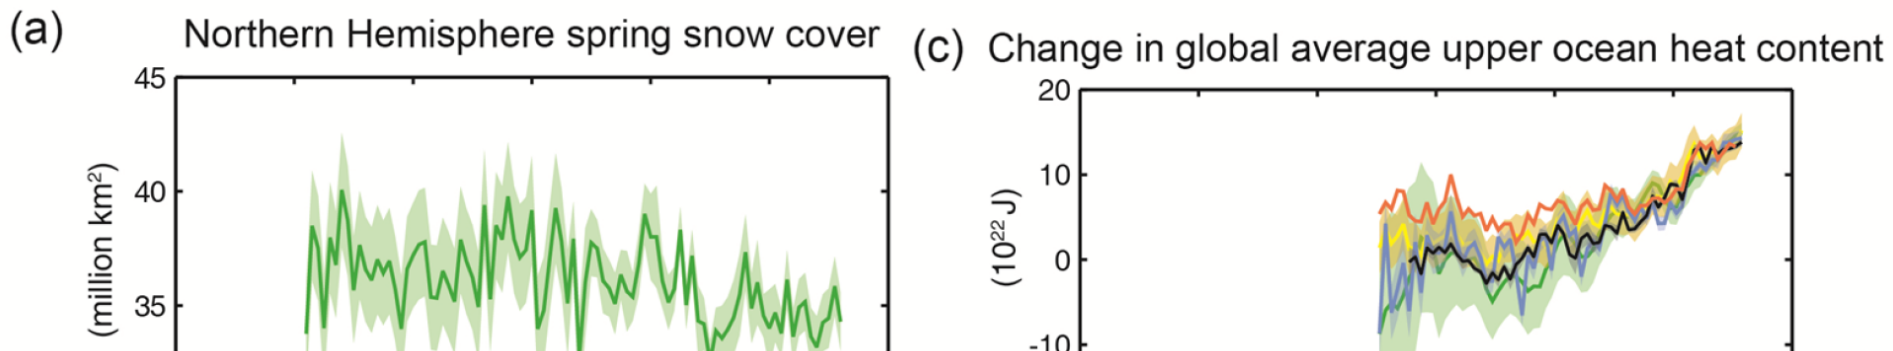 (a) Northern Hemisphere spring snow cover
45
40
35
(million km²)
(c) Change in global average upper ocean heat content
20
10
0
-10
(10²² J)